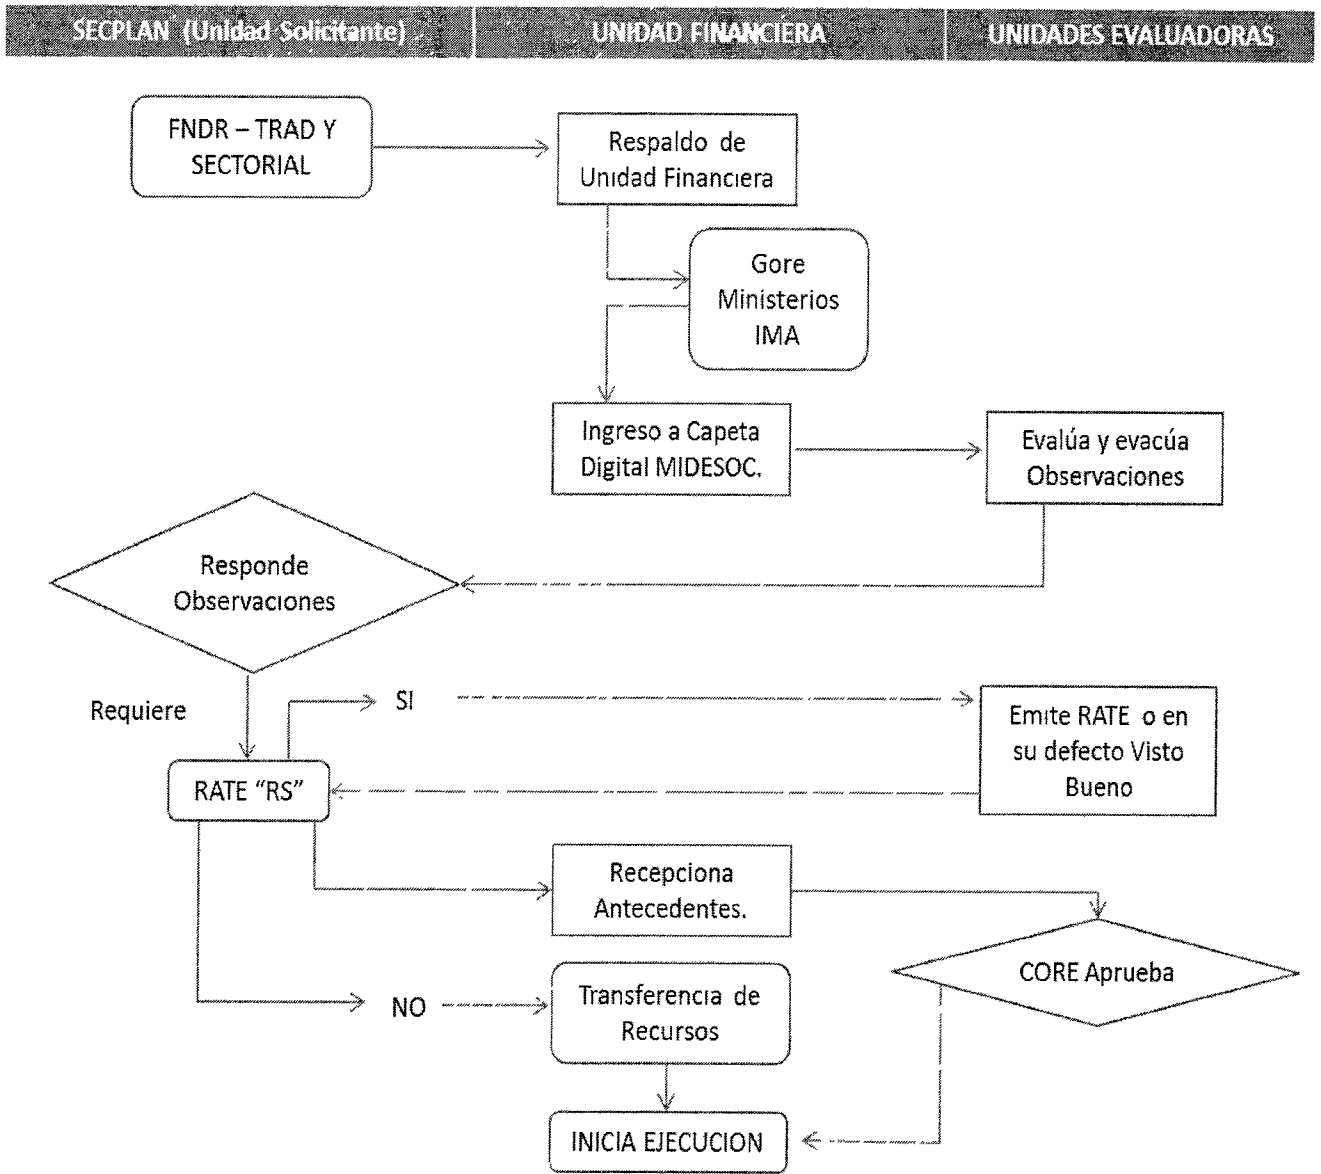 SECPLAN (Unidad Solicitante)
UNIDAD FINANCIERA
UNIDADES EVALUADORAS
FNDR – TRAD Y
SECTORIAL
Respaldo de
Unidad Financiera
Gore
Ministerios
IMA
Ingreso a Capeta
Digital MIDESOC.
Evalúa y evacúa
Observaciones
Responde
Observaciones
Requiere
SI
Emite RATE o en
su defecto Visto
Bueno
RATE “RS”
Recepciona
Antecedentes.
CORE Aprueba
NO
Transferencia de
Recursos
INICIA EJECUCION